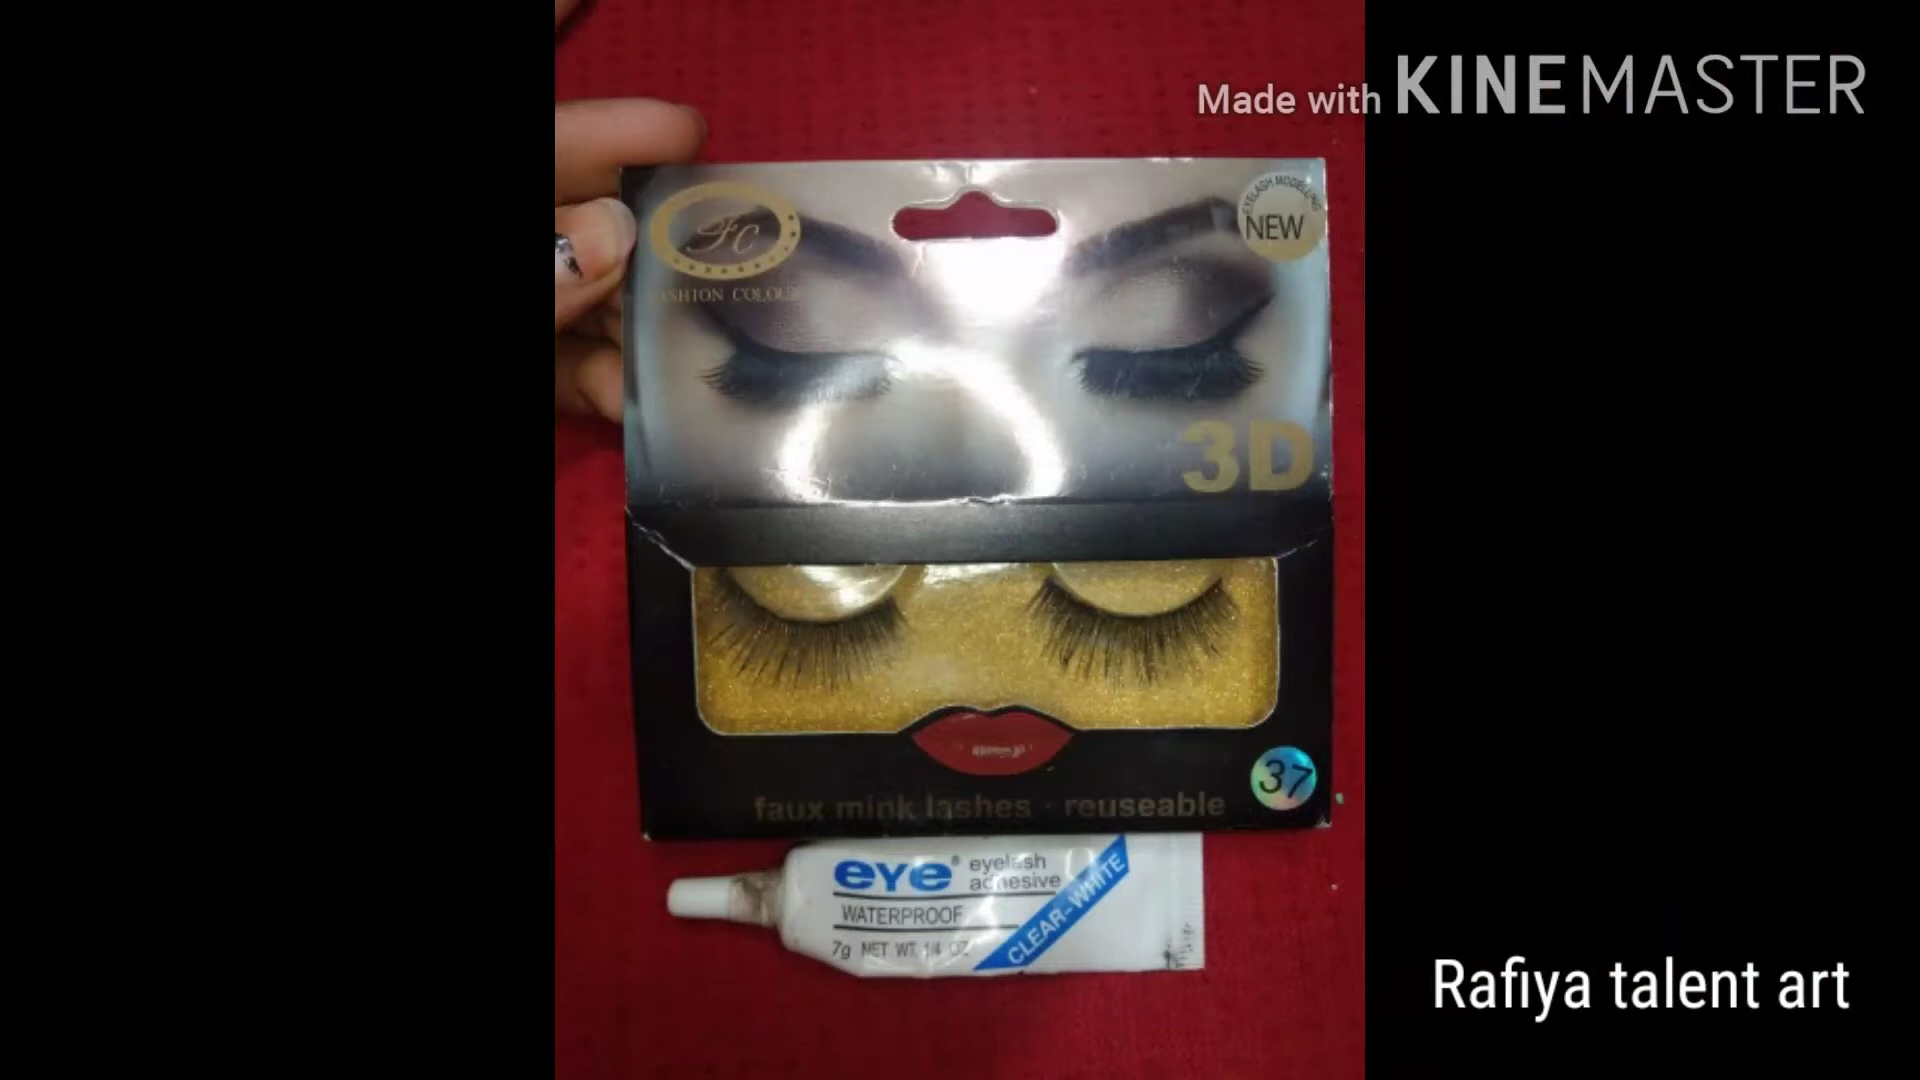 Made with KINEMASTER
EYELASH MODELLING
NEW
FC
FASHION COLOUR
3D
37
faux mink lashes · reuseable
eye® eyelash
adhesive
WATERPROOF
7g NET WT. 1/4 OZ
CLEAR-WHITE
Rafiya talent art